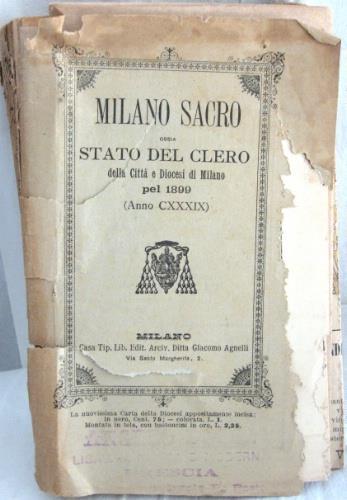 MILANO SACRO
OSSIA
STATO DEL CLERO
della Città e Diocesi di Milano
pel 1899
(Anno CXXXIX)
MILANO
Casa Tip. Lib. Edit. Arciv. Ditta Giacomo Agnelli
Via Santa Margherita, 2.
La nuovissima Carta della Diocesi appositamente incisa:
in nero, Cent. 75; — colorata, L. 1.
Montata in tela, con bastoncini in oro, L. 2,25.
BRESCIA